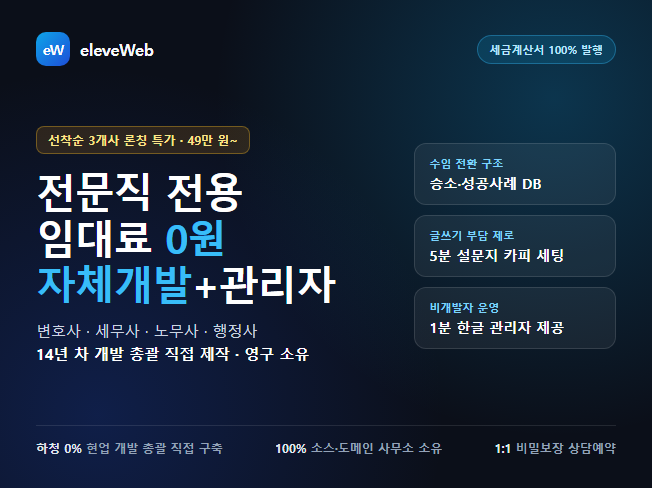 eW eleveWeb
세금계산서 100% 발행
선착순 3개사 론칭 특가 · 49만 원~
전문직 전용
임대료 0원
자체개발+관리자
변호사 · 세무사 · 노무사 · 행정사
14년 차 개발 총괄 직접 제작 · 영구 소유
수임 전환 구조
승소·성공사례 DB
글쓰기 부담 제로
5분 설문지 카피 세팅
비개발자 운영
1분 한글 관리자 제공
하청 0% 현업 개발 총괄 직접 구축
100% 소스·도메인 사무소 소유
1:1 비밀보장 상담예약